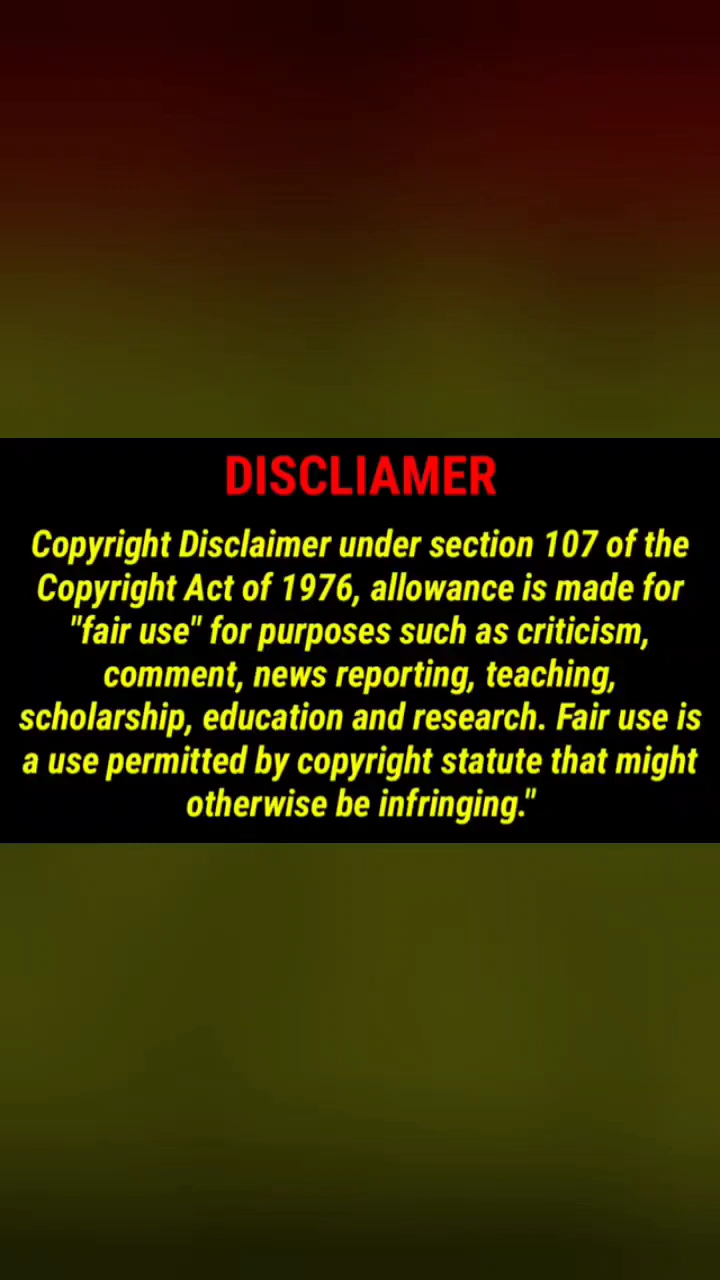 DISCLIAMER
Copyright Disclaimer under section 107 of the
Copyright Act of 1976, allowance is made for
"fair use" for purposes such as criticism,
comment, news reporting, teaching,
scholarship, education and research. Fair use is
a use permitted by copyright statute that might
otherwise be infringing."